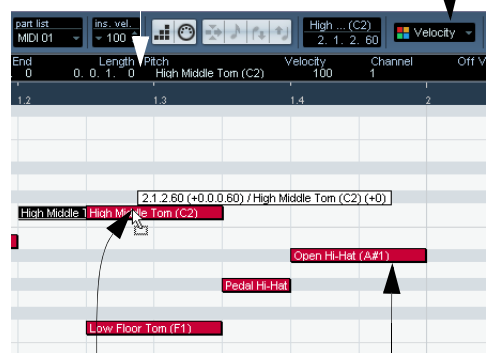 part list
ins. vel.
High ... (C2)
MIDI 01
100
2. 1. 2. 60
Velocity
End
Length
Pitch
Velocity
Channel
Off V
0
0. 0. 1. 0
High Middle Tom (C2)
100
1
1.2
1.3
1.4
2
2.1.2.60 (+0.0.0.60) / High Middle Tom (C2) (+0)
High Middle T
High Middle Tom (C2)
Open Hi-Hat (A#1)
Pedal Hi-Hat
Low Floor Tom (F1)